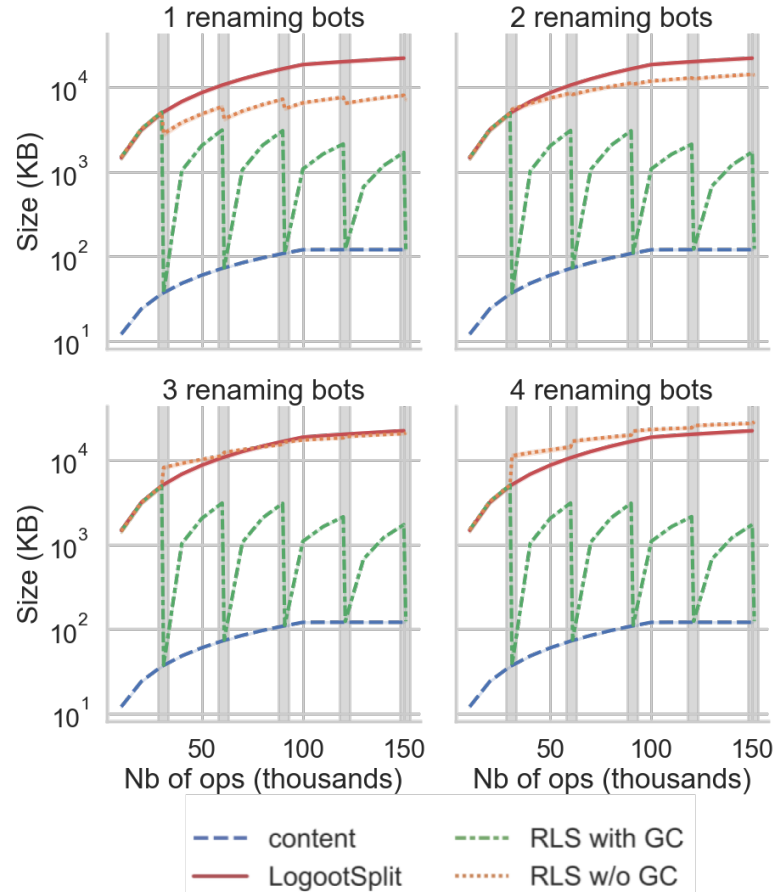 1 renaming bots
2 renaming bots
Size (KB)
10^4
10^3
10^2
10^1
3 renaming bots
4 renaming bots
Size (KB)
10^4
10^3
10^2
10^1
50
100
150
50
100
150
Nb of ops (thousands)
Nb of ops (thousands)
content
RLS with GC
LogootSplit
RLS w/o GC